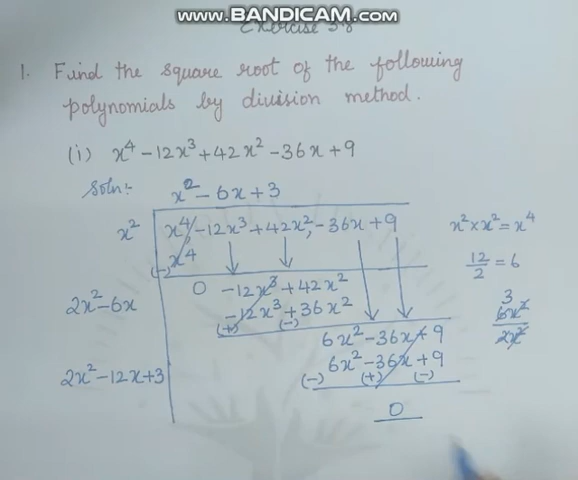 www.BANDICAM.com
Exercise 3.8
1. Find the square root of the following
polynomials by division method.
(i) x⁴ - 12x³ + 42x² - 36x + 9
Soln:-
x² - 6x + 3
x² x⁴ - 12x³ + 42x² - 36x + 9 x² × x² = x⁴
x⁴
(-)
12/2 = 6
0 - 12x³ + 42x²
2x² - 6x - 12x³ + 36x²
(+) (-)
3
6x²/2x²
6x² - 36x + 9
2x² - 12x + 3 6x² - 36x + 9
(-) (+) (-)
0